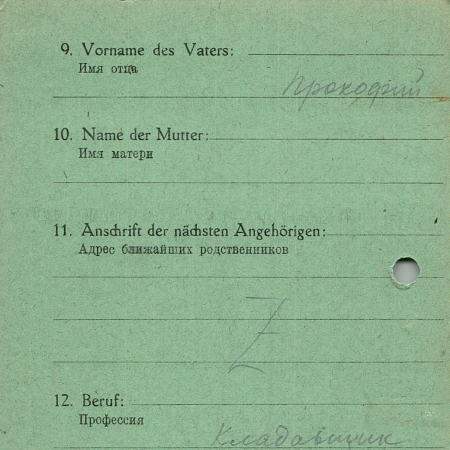 9. Vorname des Vaters:
Имя отца
Прокофий
10. Name der Mutter:
Имя матери
11. Anschrift der nächsten Angehörigen:
Адрес ближайших родственников
Z
12. Beruf:
Профессия
Кладовщик